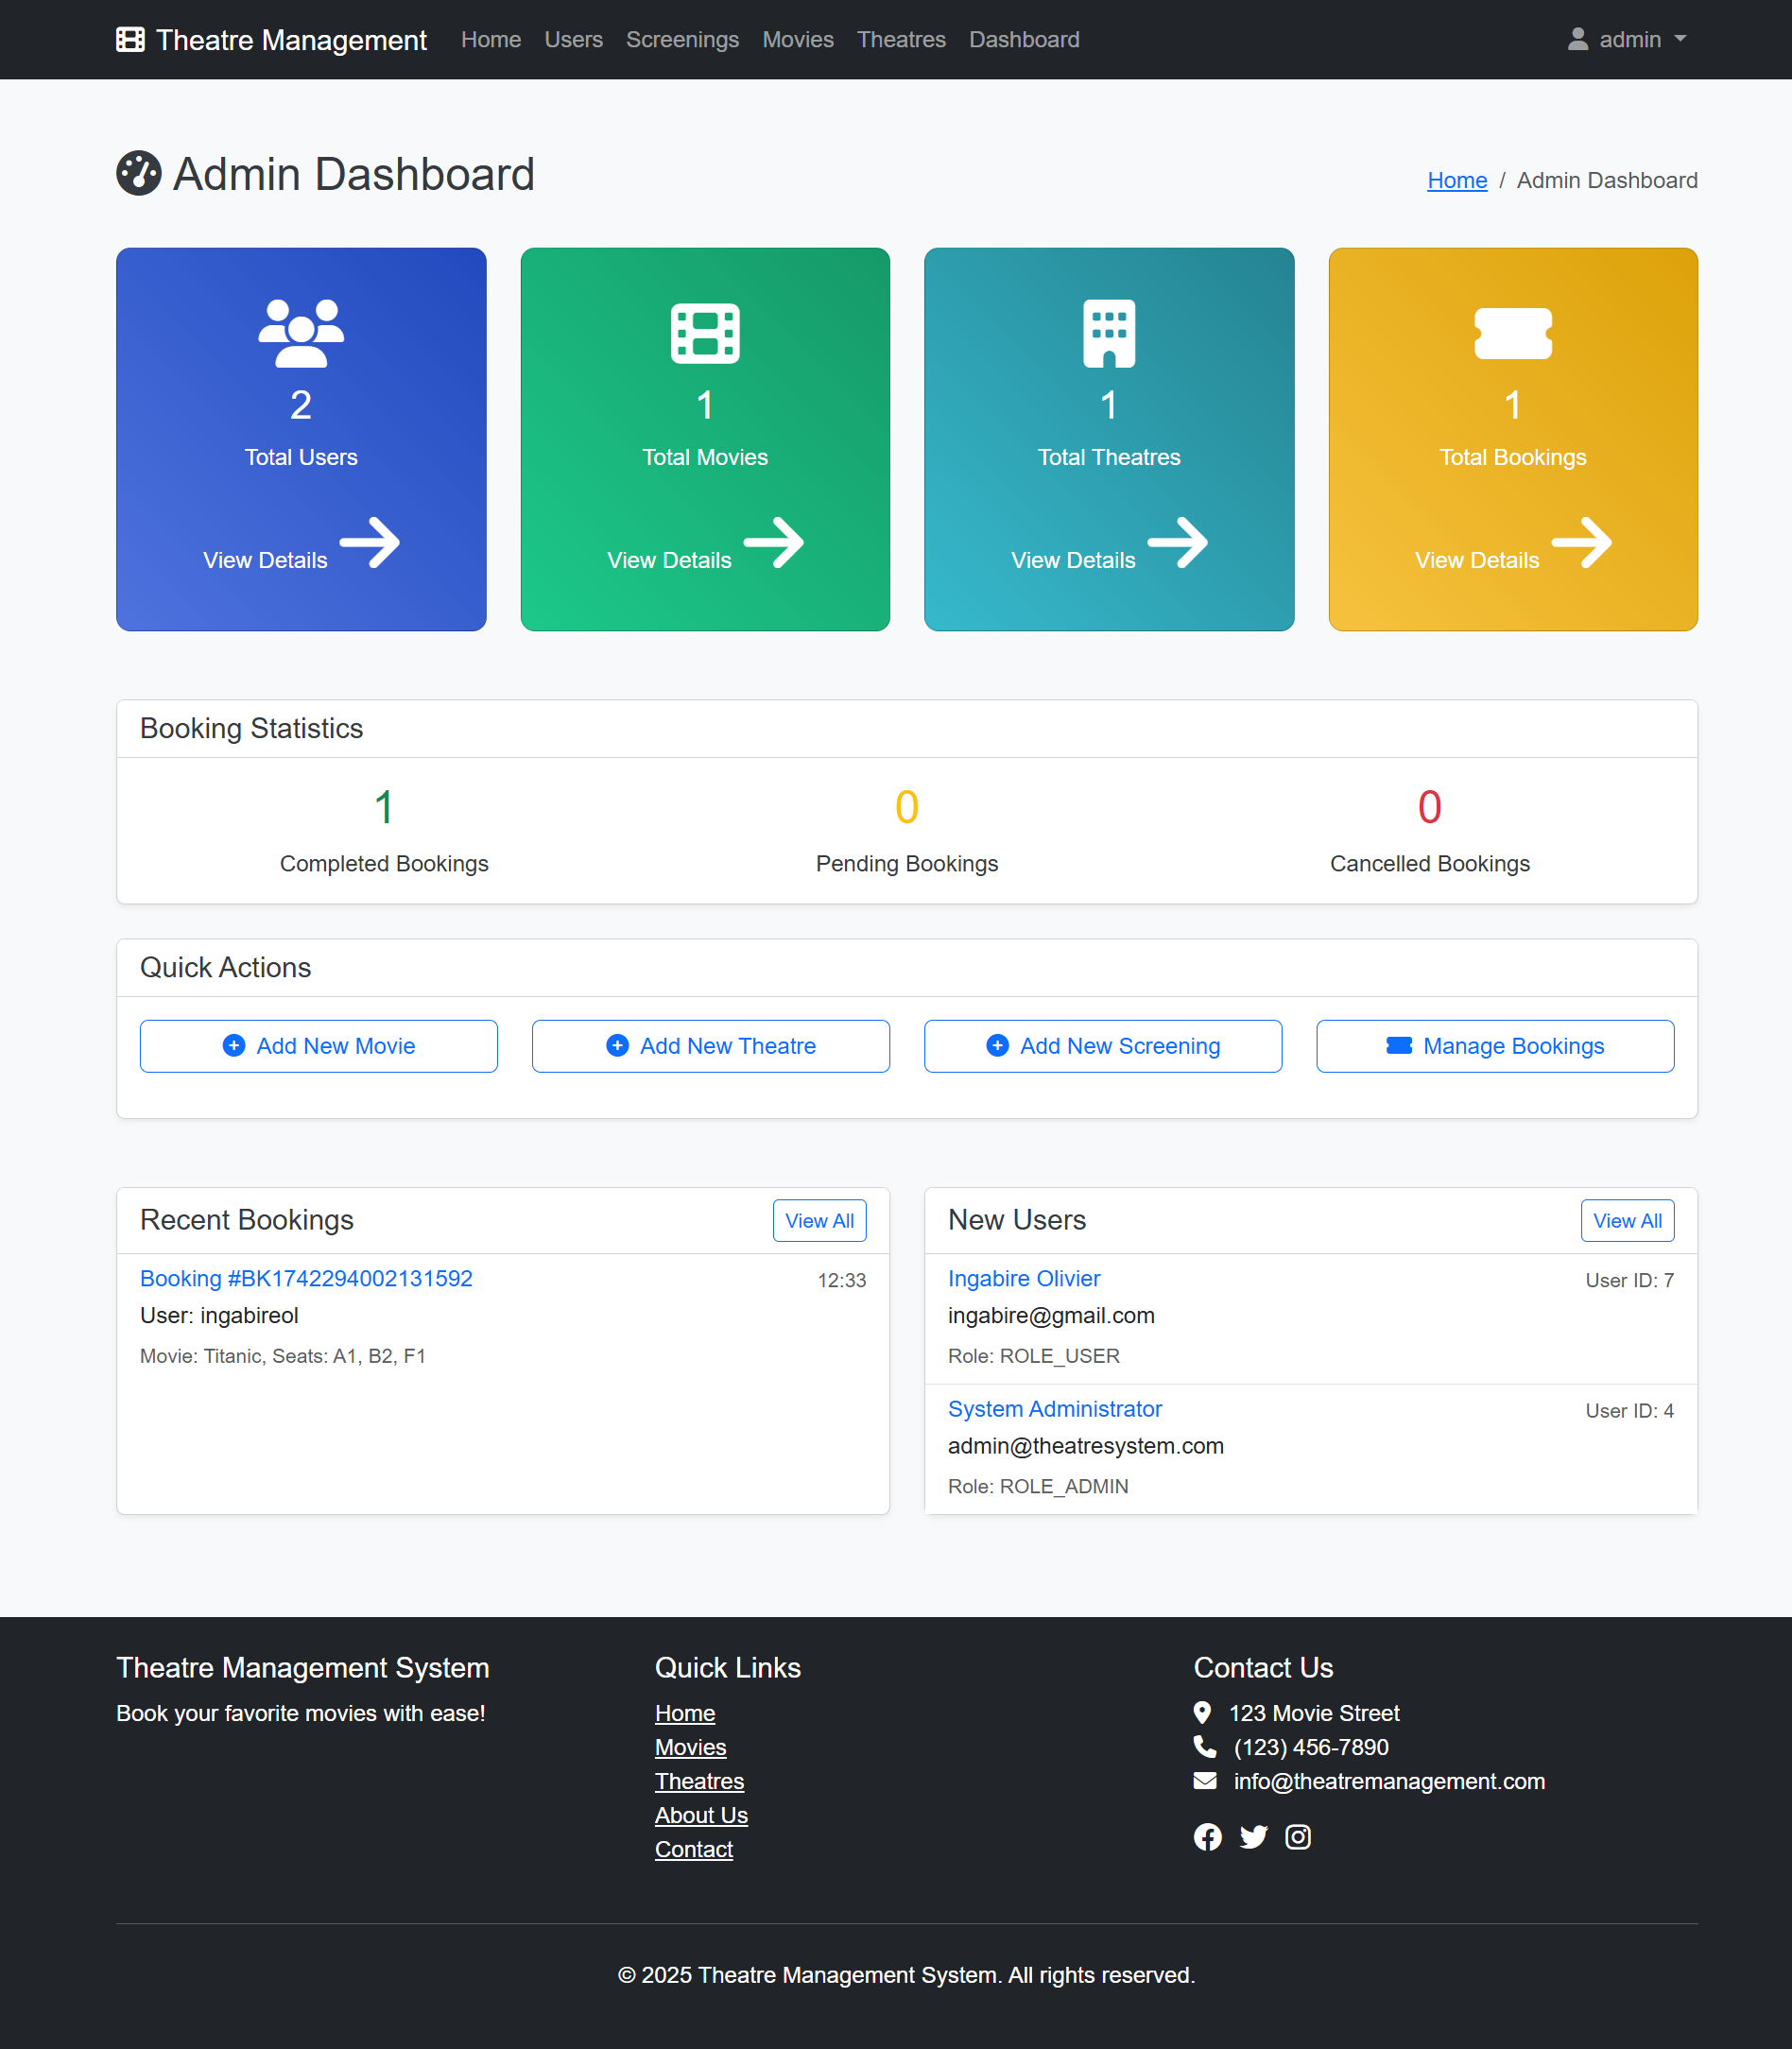 Theatre Management Home Users Screenings Movies Theatres Dashboard admin
Admin Dashboard
Home / Admin Dashboard
2
Total Users
View Details
1
Total Movies
View Details
1
Total Theatres
View Details
1
Total Bookings
View Details
Booking Statistics
1
Completed Bookings
0
Pending Bookings
0
Cancelled Bookings
Quick Actions
Add New Movie
Add New Theatre
Add New Screening
Manage Bookings
Recent Bookings
View All
Booking #BK1742294002131592
12:33
User: ingabireol
Movie: Titanic, Seats: A1, B2, F1
New Users
View All
Ingabire Olivier
User ID: 7
ingabire@gmail.com
Role: ROLE_USER
System Administrator
User ID: 4
admin@theatresystem.com
Role: ROLE_ADMIN
Theatre Management System
Book your favorite movies with ease!
Quick Links
Home
Movies
Theatres
About Us
Contact
Contact Us
123 Movie Street
(123) 456-7890
info@theatremanagement.com
© 2025 Theatre Management System. All rights reserved.